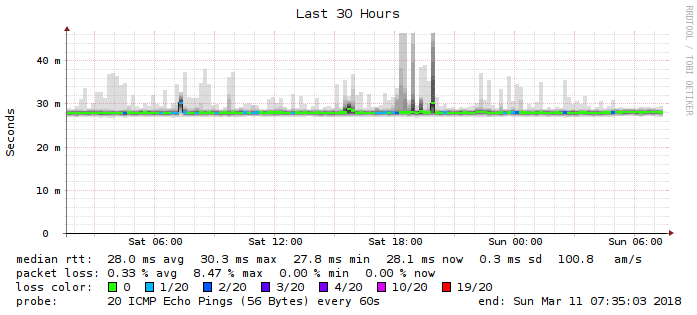 Last 30 Hours
RRDTOOL / TOBI OETIKER
Seconds
40 m
30 m
20 m
10 m
0
Sat 06:00 Sat 12:00 Sat 18:00 Sun 00:00 Sun 06:00
median rtt: 28.0 ms avg 30.3 ms max 27.8 ms min 28.1 ms now 0.3 ms sd 100.8 am/s
packet loss: 0.33 % avg 8.47 % max 0.00 % min 0.00 % now
loss color: 0 1/20 2/20 3/20 4/20 10/20 19/20
probe: 20 ICMP Echo Pings (56 Bytes) every 60s end: Sun Mar 11 07:35:03 2018